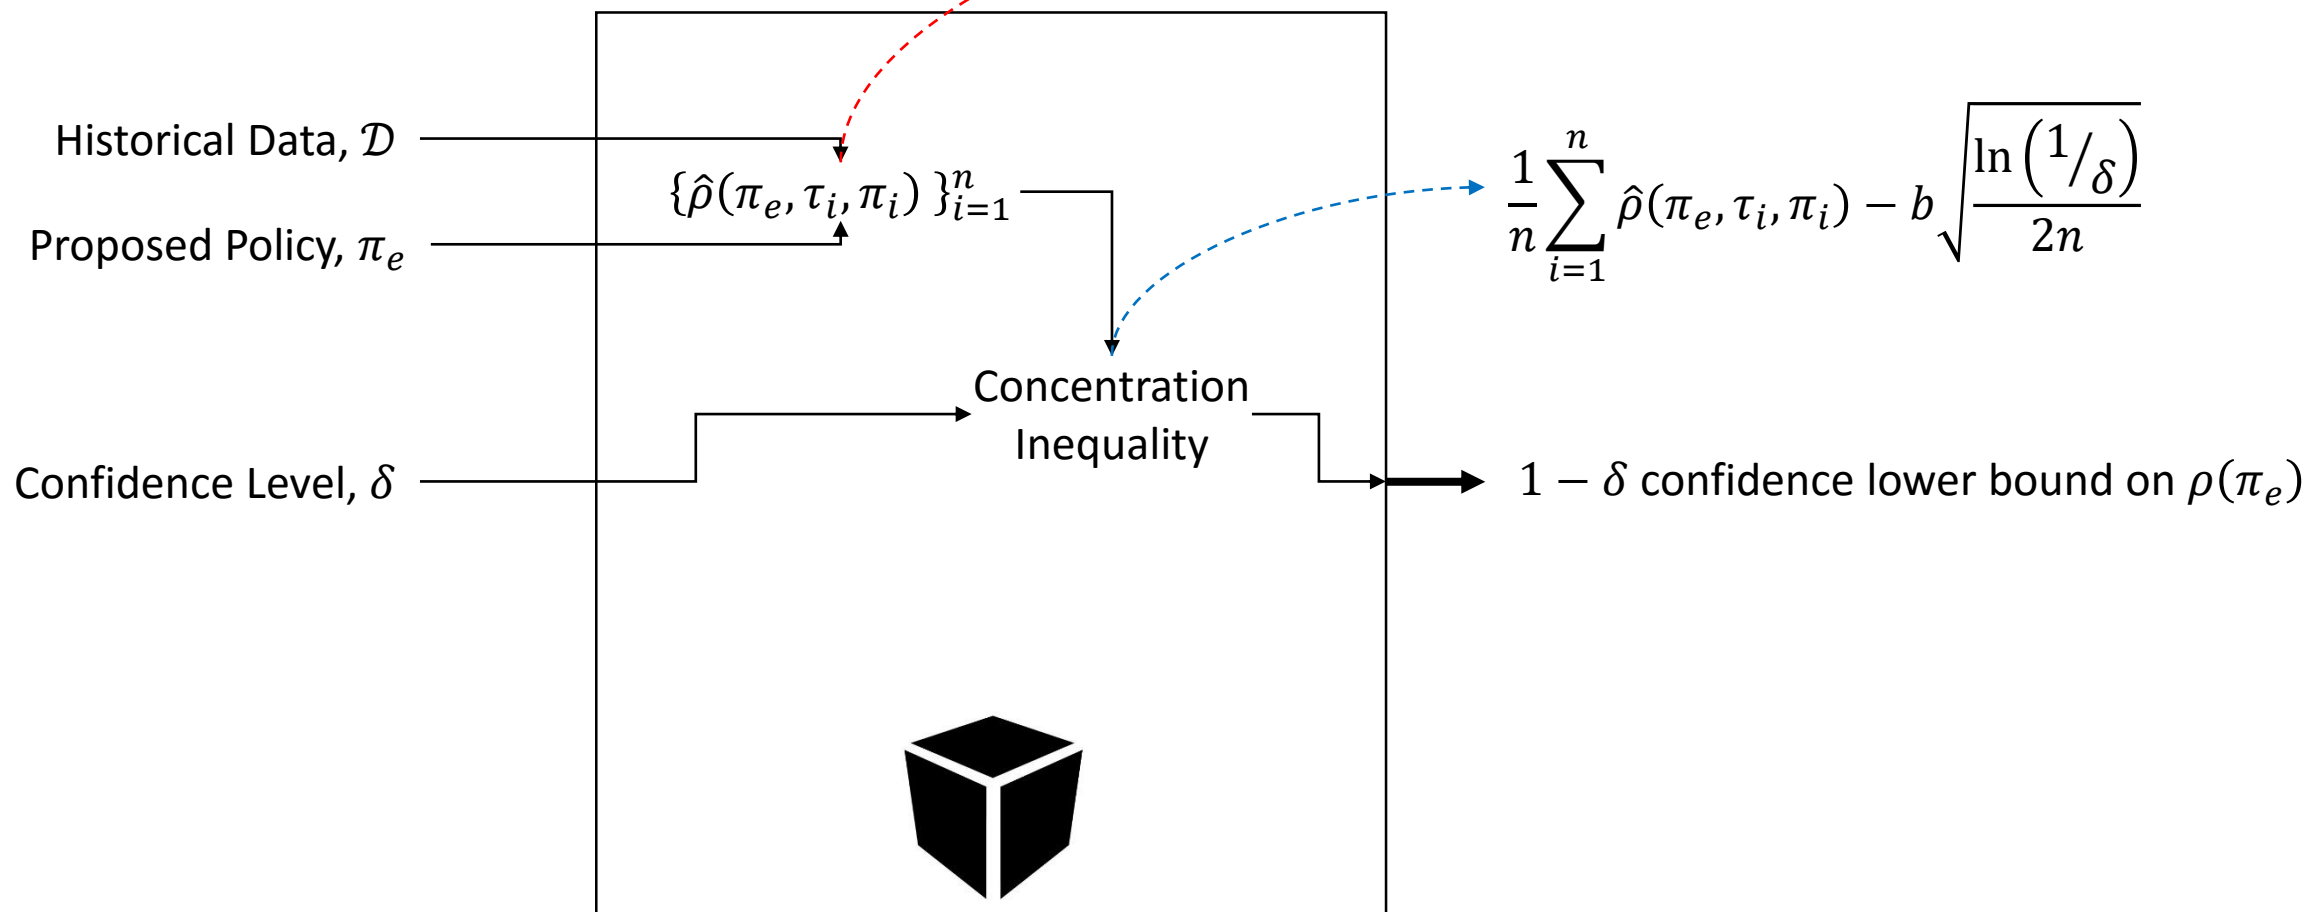 Historical Data, 𝒟
Proposed Policy, π_e
{ρ̂(π_e, τ_i, π_i) }_{i=1}^n
1/n ∑_{i=1}^n ρ̂(π_e, τ_i, π_i) − b √(ln(1/δ)/2n)
Concentration
Inequality
Confidence Level, δ
1 − δ confidence lower bound on ρ(π_e)